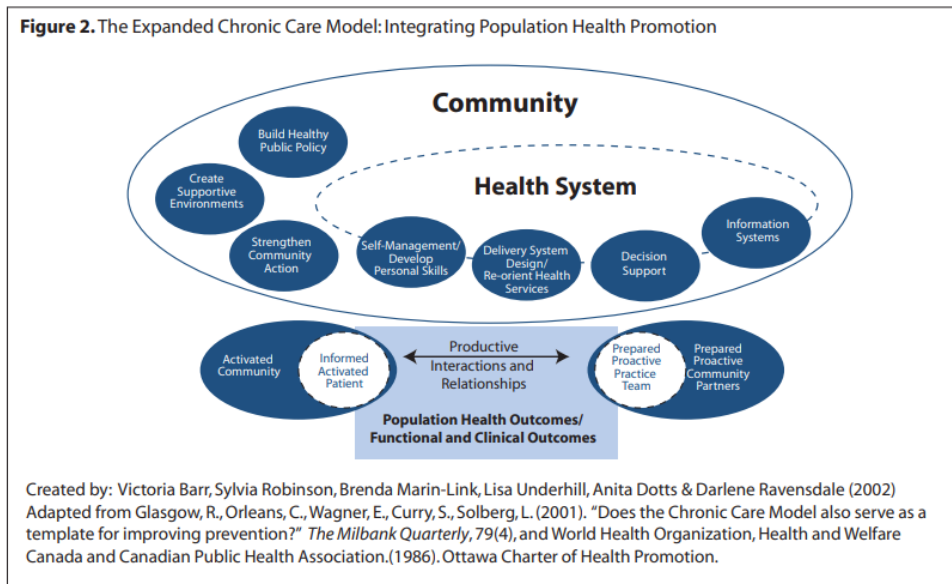 Figure 2. The Expanded Chronic Care Model: Integrating Population Health Promotion
Community
Build Healthy
Public Policy
Health System
Create
Supportive
Environments
Strengthen
Community
Action
Self-Management/
Develop
Personal Skills
Delivery System
Design/
Re-orient Health
Services
Decision
Support
Information
Systems
Activated
Community
Informed
Activated
Patient
Productive
Interactions and
Relationships
Prepared
Proactive
Practice
Team
Prepared
Proactive
Community
Partners
Population Health Outcomes/
Functional and Clinical Outcomes
Created by: Victoria Barr, Sylvia Robinson, Brenda Marin-Link, Lisa Underhill, Anita Dotts & Darlene Ravensdale (2002)
Adapted from Glasgow, R., Orleans, C., Wagner, E., Curry, S., Solberg, L. (2001). “Does the Chronic Care Model also serve as a
template for improving prevention?” The Milbank Quarterly, 79(4), and World Health Organization, Health and Welfare
Canada and Canadian Public Health Association.(1986). Ottawa Charter of Health Promotion.